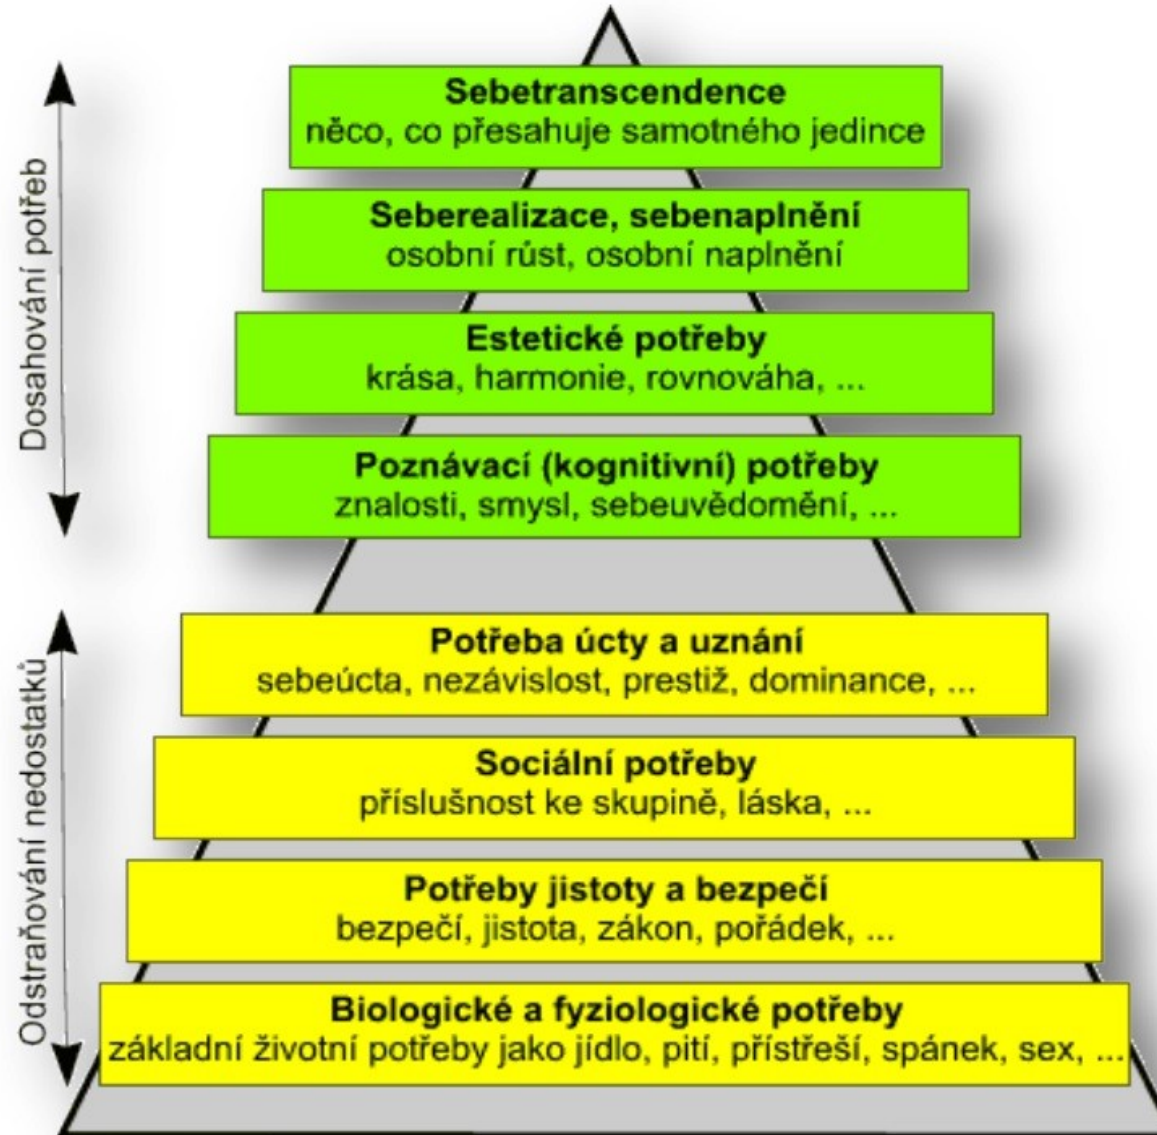 Sebetranscendence
něco, co přesahuje samotného jedince
Seberealizace, sebenaplnění
osobní růst, osobní naplnění
Estetické potřeby
krása, harmonie, rovnováha, ...
Poznávací (kognitivní) potřeby
znalosti, smysl, sebeuvědomění, ...
Dosahování potřeb
Potřeba úcty a uznání
sebeúcta, nezávislost, prestiž, dominance, ...
Sociální potřeby
příslušnost ke skupině, láska, ...
Potřeby jistoty a bezpečí
bezpečí, jistota, zákon, pořádek, ...
Biologické a fyziologické potřeby
základní životní potřeby jako jídlo, pití, přístřeší, spánek, sex, ...
Odstraňování nedostatků